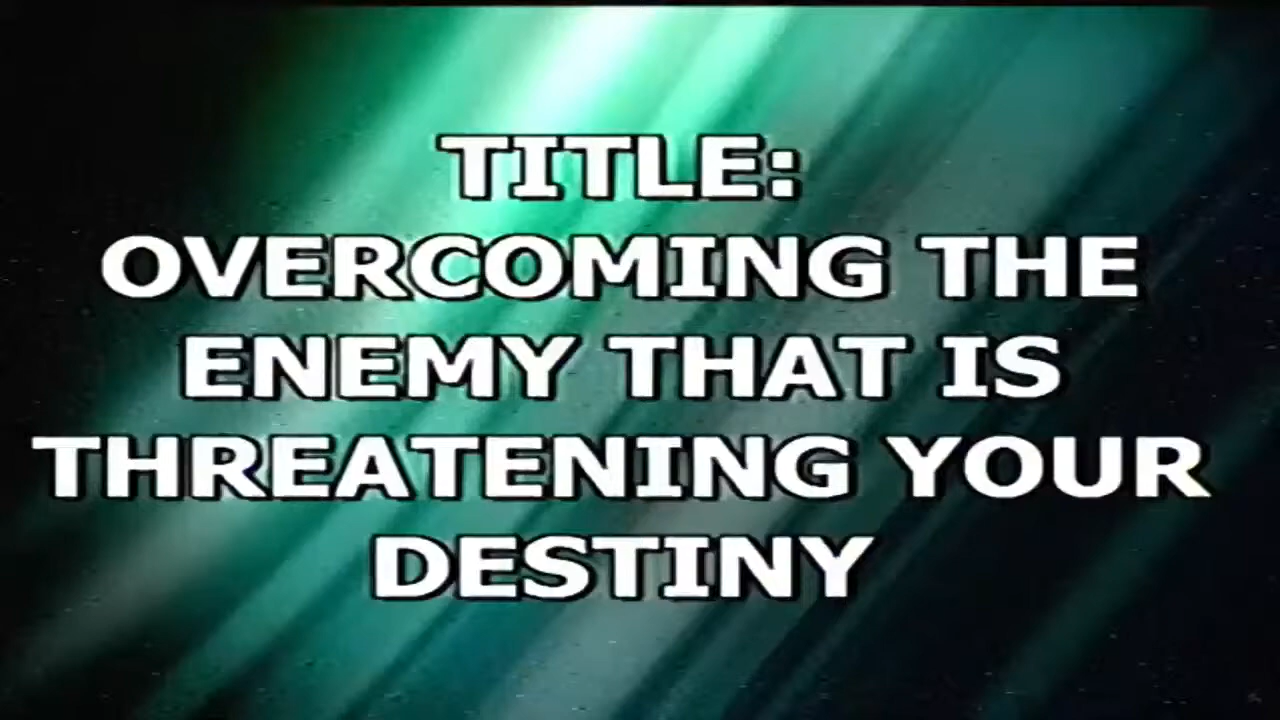 TITLE:
OVERCOMING THE
ENEMY THAT IS
THREATENING YOUR
DESTINY